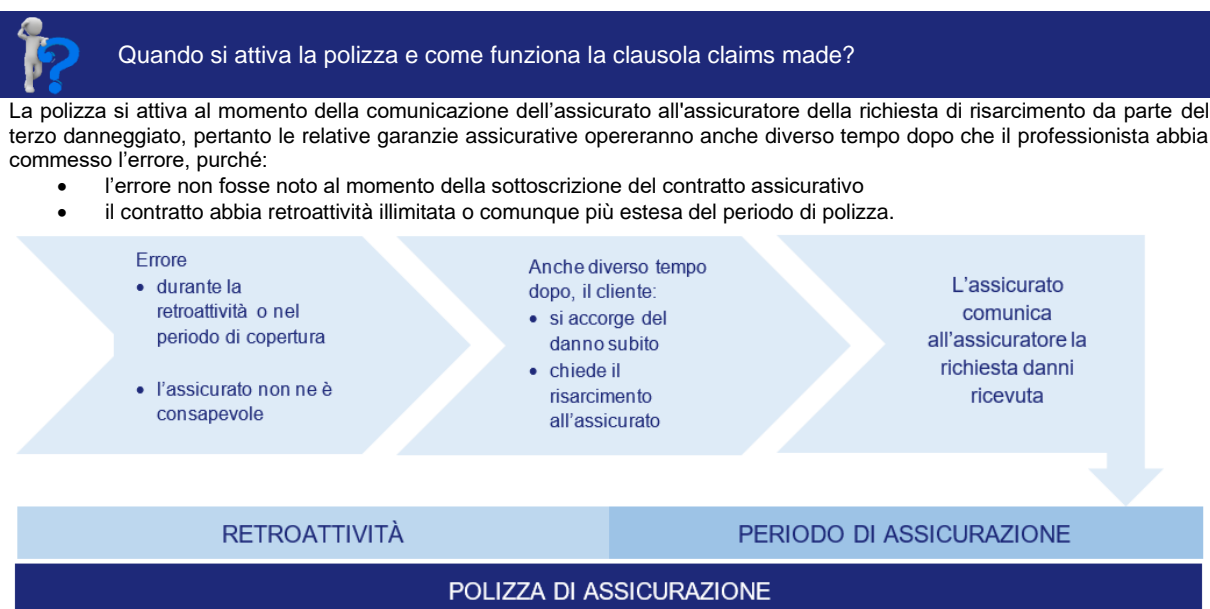 Quando si attiva la polizza e come funziona la clausola claims made?
La polizza si attiva al momento della comunicazione dell’assicurato all'assicuratore della richiesta di risarcimento da parte del
terzo danneggiato, pertanto le relative garanzie assicurative opereranno anche diverso tempo dopo che il professionista abbia
commesso l’errore, purché:
• l’errore non fosse noto al momento della sottoscrizione del contratto assicurativo
• il contratto abbia retroattività illimitata o comunque più estesa del periodo di polizza.
Errore
• durante la
retroattività o nel
periodo di copertura
• l’assicurato non ne è
consapevole
Anche diverso tempo
dopo, il cliente:
• si accorge del
danno subito
• chiede il
risarcimento
all’assicurato
L’assicurato
comunica
all’assicuratore la
richiesta danni
ricevuta
RETROATTIVITÀ
PERIODO DI ASSICURAZIONE
POLIZZA DI ASSICURAZIONE